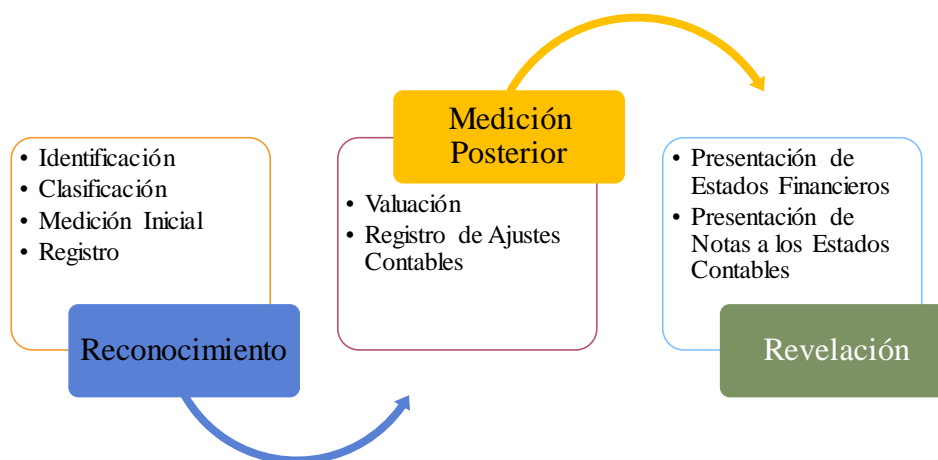 • Identificación
• Clasificación
• Medición Inicial
• Registro
Reconocimiento
Medición
Posterior
• Valuación
• Registro de Ajustes
Contables
• Presentación de
Estados Financieros
• Presentación de
Notas a los Estados
Contables
Revelación